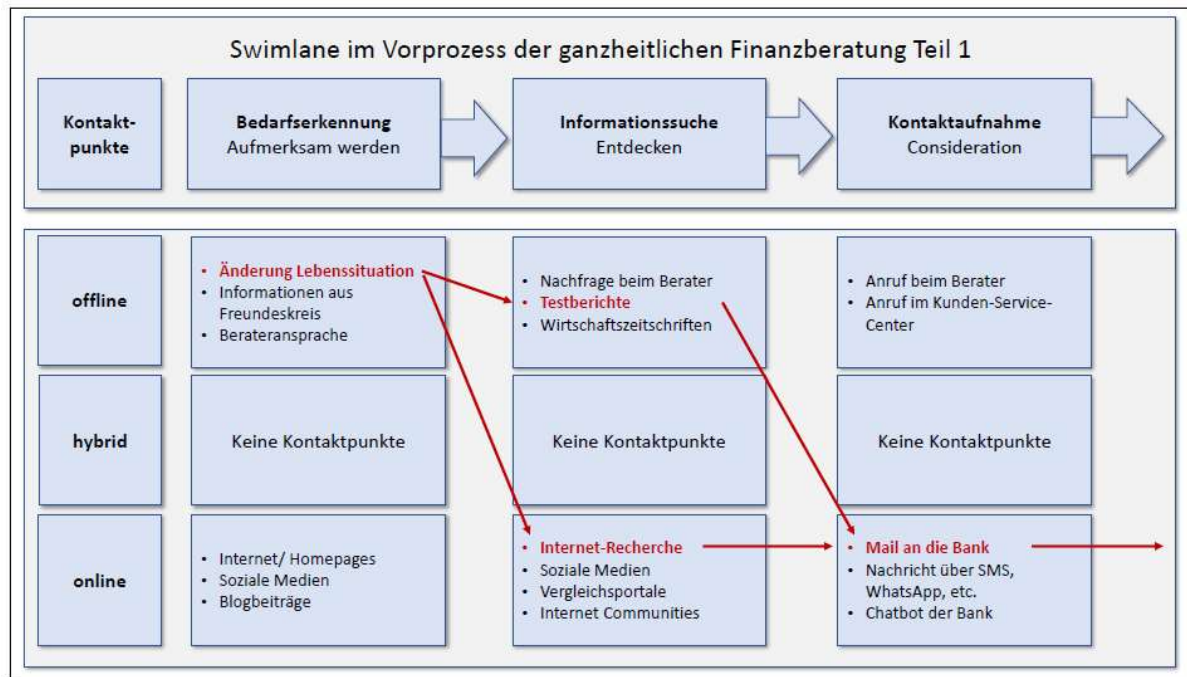 Swimlane im Vorprozess der ganzheitlichen Finanzberatung Teil 1
Kontakt-
punkte
Bedarfserkennung
Aufmerksam werden
Informationssuche
Entdecken
Kontaktaufnahme
Consideration
offline
• Änderung Lebenssituation
• Informationen aus
Freundeskreis
• Berateransprache
• Nachfrage beim Berater
• Testberichte
• Wirtschaftszeitschriften
• Anruf beim Berater
• Anruf im Kunden-Service-
Center
hybrid
Keine Kontaktpunkte
Keine Kontaktpunkte
Keine Kontaktpunkte
online
• Internet/ Homepages
• Soziale Medien
• Blogbeiträge
• Internet-Recherche
• Soziale Medien
• Vergleichsportale
• Internet Communities
• Mail an die Bank
• Nachricht über SMS,
WhatsApp, etc.
• Chatbot der Bank